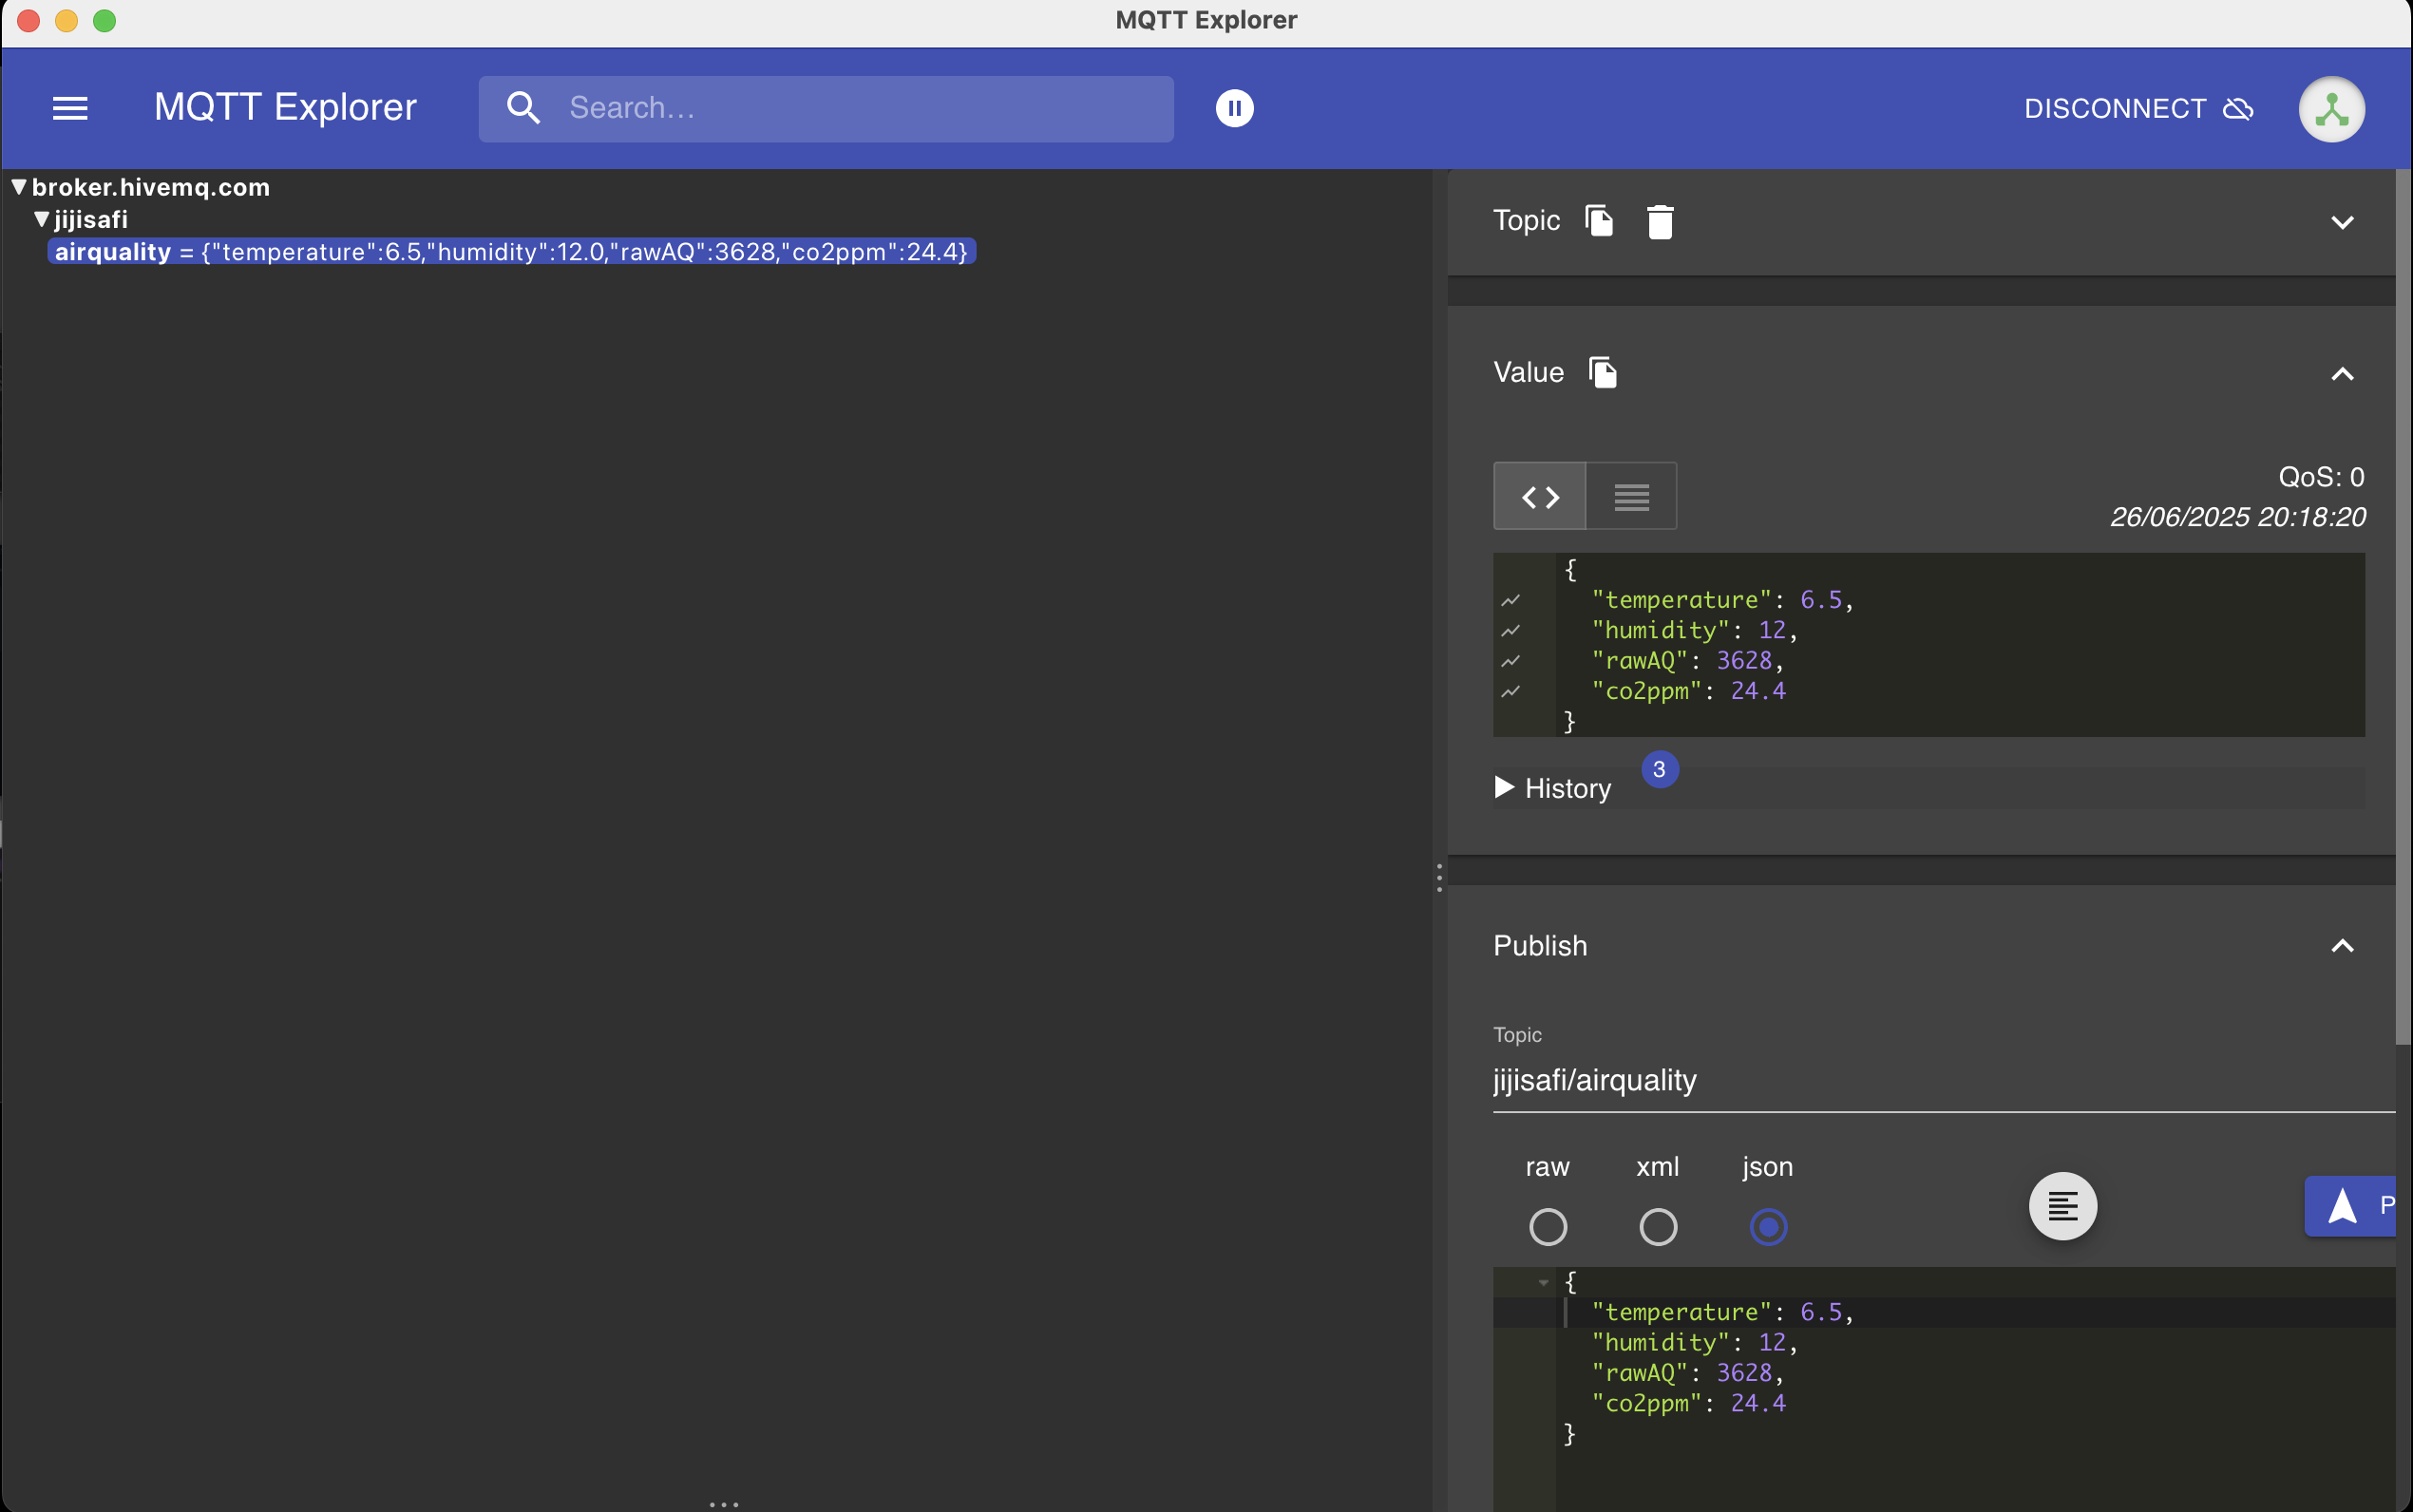 MQTT Explorer
MQTT Explorer
Search...
DISCONNECT
broker.hivemq.com
jijisafi
airquality = {"temperature":6.5,"humidity":12.0,"rawAQ":3628,"co2ppm":24.4}
Topic
Value
QoS: 0
26/06/2025 20:18:20
{
"temperature": 6.5,
"humidity": 12,
"rawAQ": 3628,
"co2ppm": 24.4
}
History 3
Publish
Topic
jijisafi/airquality
raw xml json
P
{
"temperature": 6.5,
"humidity": 12,
"rawAQ": 3628,
"co2ppm": 24.4
}